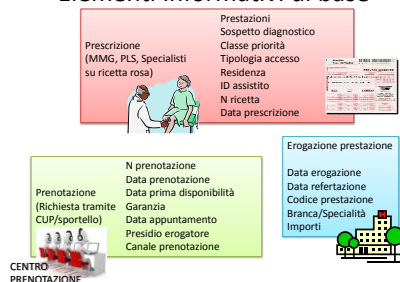 Elementi informativi di base
Prescrizione
(MMG, PLS, Specialisti
su ricetta rosa)
Prestazioni
Sospetto diagnostico
Classe priorità
Tipologia accesso
Residenza
ID assistito
N ricetta
Data prescrizione
Prenotazione
(Richiesta tramite
CUP/sportello)
N prenotazione
Data prenotazione
Data prima disponibilità
Garanzia
Data appuntamento
Presidio erogatore
Canale prenotazione
CENTRO
PRENOTAZIONE
Erogazione prestazione
Data erogazione
Data refertazione
Codice prestazione
Branca/Specialità
Importi